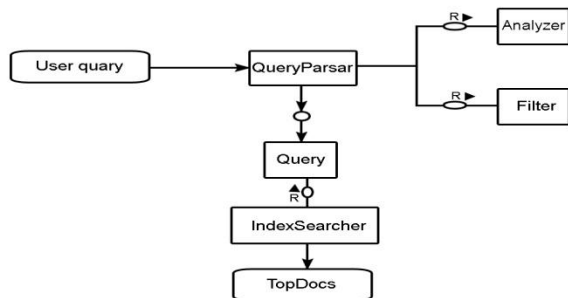 R
Analyzer
User quary
QueryParsar
R
Filter
Query
R
IndexSearcher
TopDocs